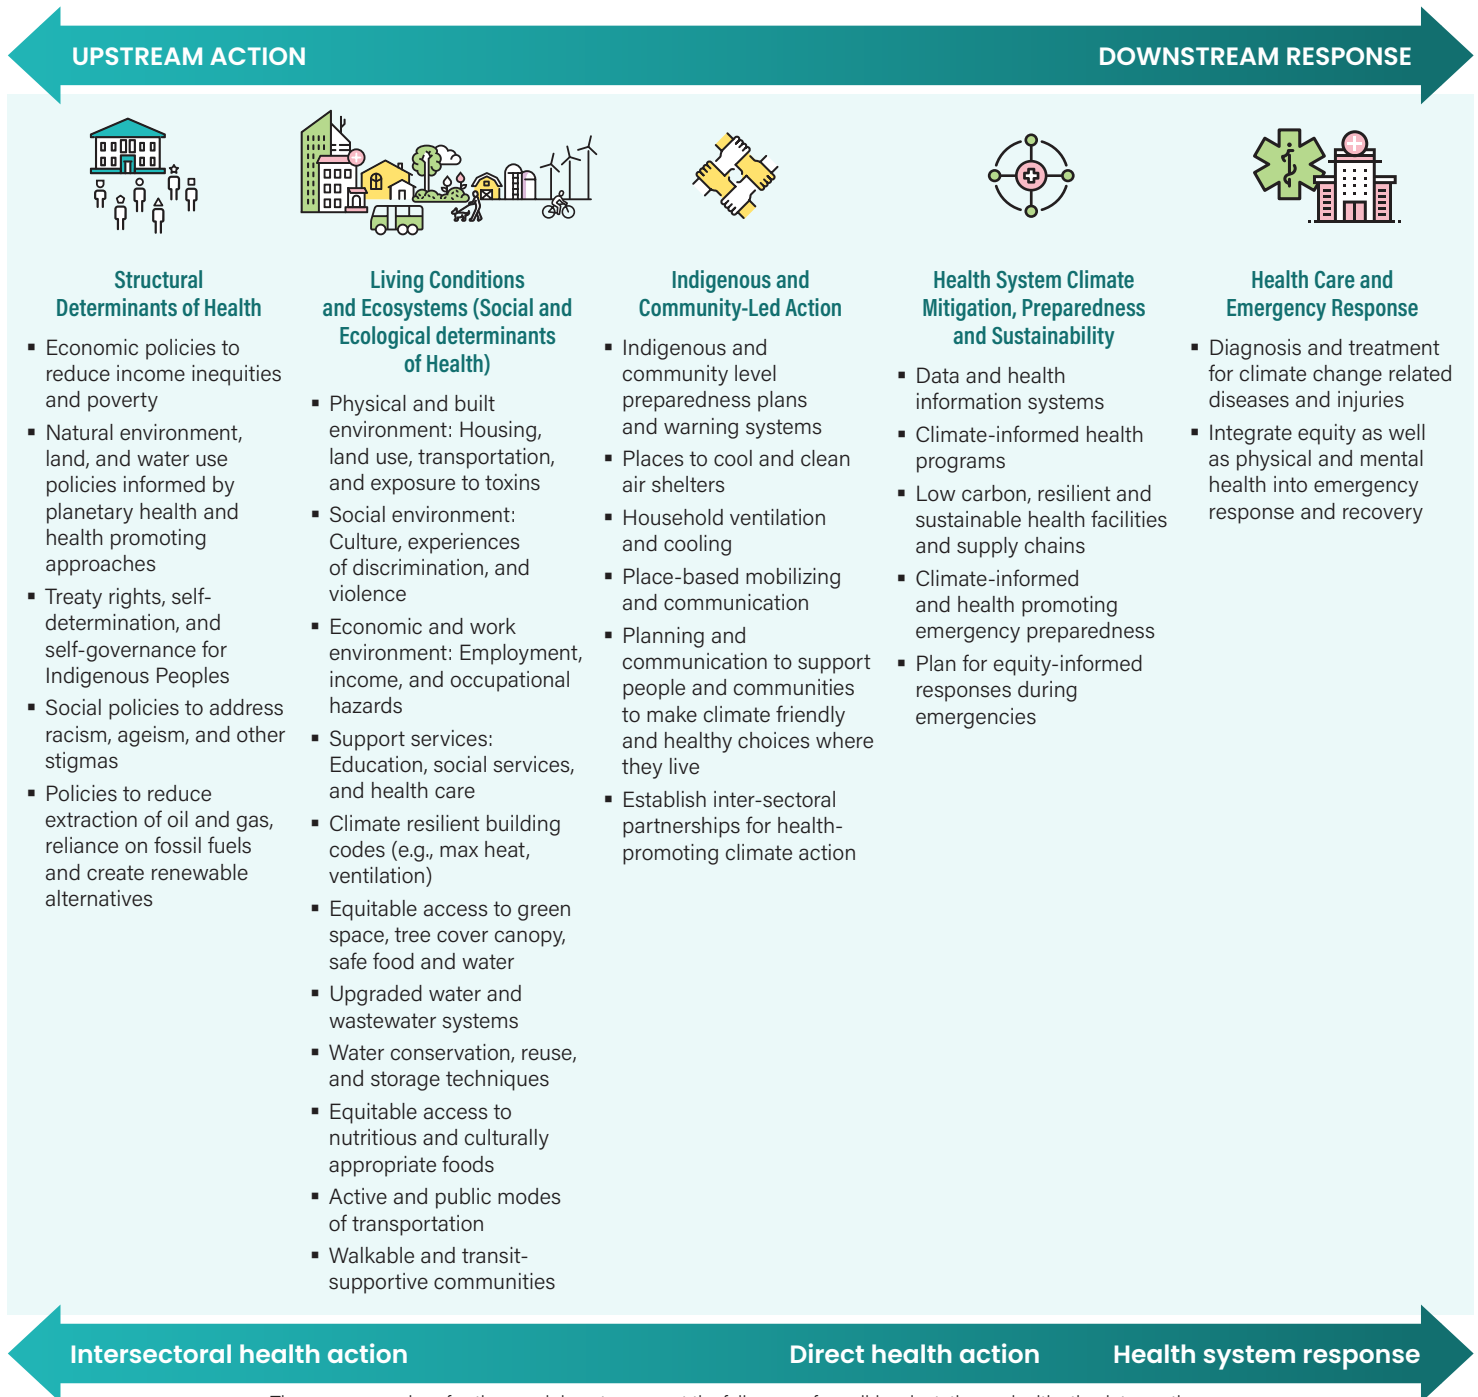 UPSTREAM ACTION
DOWNSTREAM RESPONSE
Structural
Determinants of Health
▪ Economic policies to
reduce income inequities
and poverty
▪ Natural environment,
land, and water use
policies informed by
planetary health and
health promoting
approaches
▪ Treaty rights, self-
determination, and
self-governance for
Indigenous Peoples
▪ Social policies to address
racism, ageism, and other
stigmas
▪ Policies to reduce
extraction of oil and gas,
reliance on fossil fuels
and create renewable
alternatives
Living Conditions
and Ecosystems (Social and
Ecological determinants
of Health)
▪ Physical and built
environment: Housing,
land use, transportation,
and exposure to toxins
▪ Social environment:
Culture, experiences
of discrimination, and
violence
▪ Economic and work
environment: Employment,
income, and occupational
hazards
▪ Support services:
Education, social services,
and health care
▪ Climate resilient building
codes (e.g., max heat,
ventilation)
▪ Equitable access to green
space, tree cover canopy,
safe food and water
▪ Upgraded water and
wastewater systems
▪ Water conservation, reuse,
and storage techniques
▪ Equitable access to
nutritious and culturally
appropriate foods
▪ Active and public modes
of transportation
▪ Walkable and transit-
supportive communities
Indigenous and
Community-Led Action
▪ Indigenous and
community level
preparedness plans
and warning systems
▪ Places to cool and clean
air shelters
▪ Household ventilation
and cooling
▪ Place-based mobilizing
and communication
▪ Planning and
communication to support
people and communities
to make climate friendly
and healthy choices where
they live
▪ Establish inter-sectoral
partnerships for health-
promoting climate action
Health System Climate
Mitigation, Preparedness
and Sustainability
▪ Data and health
information systems
▪ Climate-informed health
programs
▪ Low carbon, resilient and
sustainable health facilities
and supply chains
▪ Climate-informed
and health promoting
emergency preparedness
▪ Plan for equity-informed
responses during
emergencies
Health Care and
Emergency Response
▪ Diagnosis and treatment
for climate change related
diseases and injuries
▪ Integrate equity as well
as physical and mental
health into emergency
response and recovery
Intersectoral health action
Direct health action
Health system response